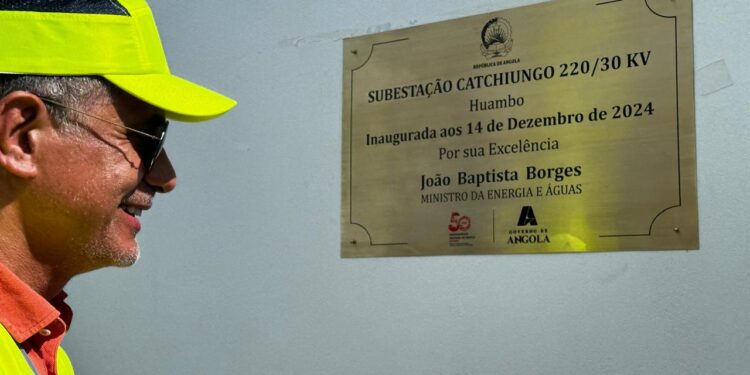 REPÚBLICA DE ANGOLA
SUBESTAÇÃO CATCHIUNGO 220/30 KV
Huambo
Inaugurada aos 14 de Dezembro de 2024
Por sua Excelência
João Baptista Borges
MINISTRO DA ENERGIA E ÁGUAS
50
GOVERNO DE
ANGOLA